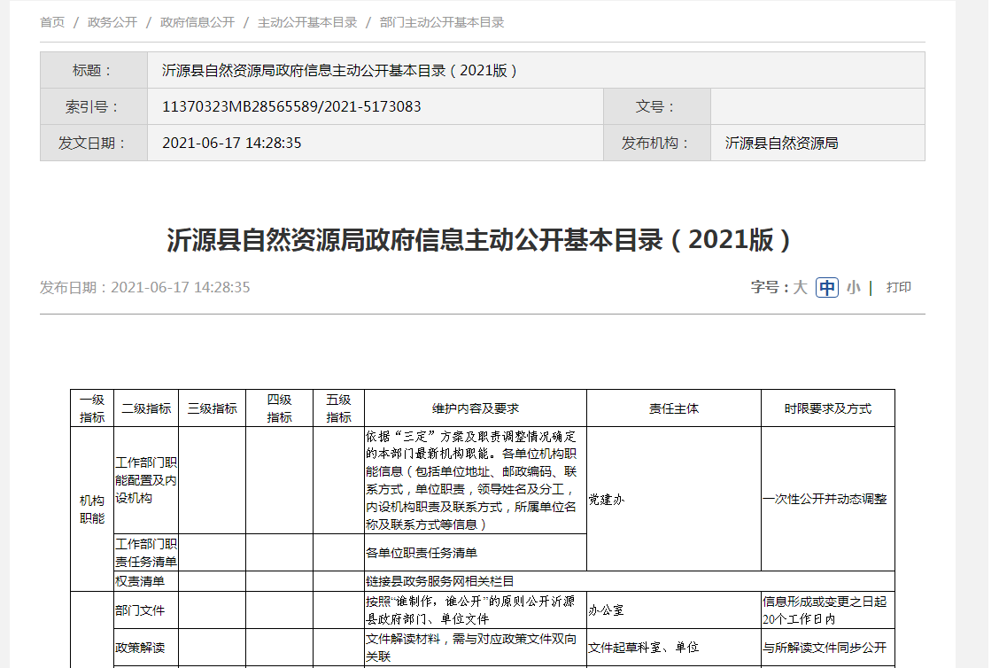 首页 / 政务公开 / 政府信息公开 / 主动公开基本目录 / 部门主动公开基本目录
标题： 沂源县自然资源局政府信息主动公开基本目录（2021版）
索引号： 11370323MB28565589/2021-5173083 文号：
发文日期： 2021-06-17 14:28:35 发布机构： 沂源县自然资源局
沂源县自然资源局政府信息主动公开基本目录（2021版）
发布日期：2021-06-17 14:28:35 字号：大 中 小 | 打印
一级
指标
二级指标
三级指标
四级
指标
五级
指标
维护内容及要求
责任主体
时限要求及方式
机构
职能
工作部门职
能配置及内
设机构
依据“三定”方案及职责调整情况确定
的本部门最新机构职能。各单位机构职
能信息（包括单位地址、邮政编码、联
系方式，单位职责，领导姓名及分工，
内设机构职责及联系方式，所属单位名
称及联系方式等信息）
党建办
一次性公开并动态调整
工作部门职
责任务清单
各单位职责任务清单
权责清单
链接县政务服务网相关栏目
部门文件
按照“谁制作，谁公开”的原则公开沂源
县政府部门、单位文件
办公室
信息形成或变更之日起
20个工作日内
政策解读
文件解读材料，需与对应政策文件双向
关联
文件起草科室、单位
与所解读文件同步公开